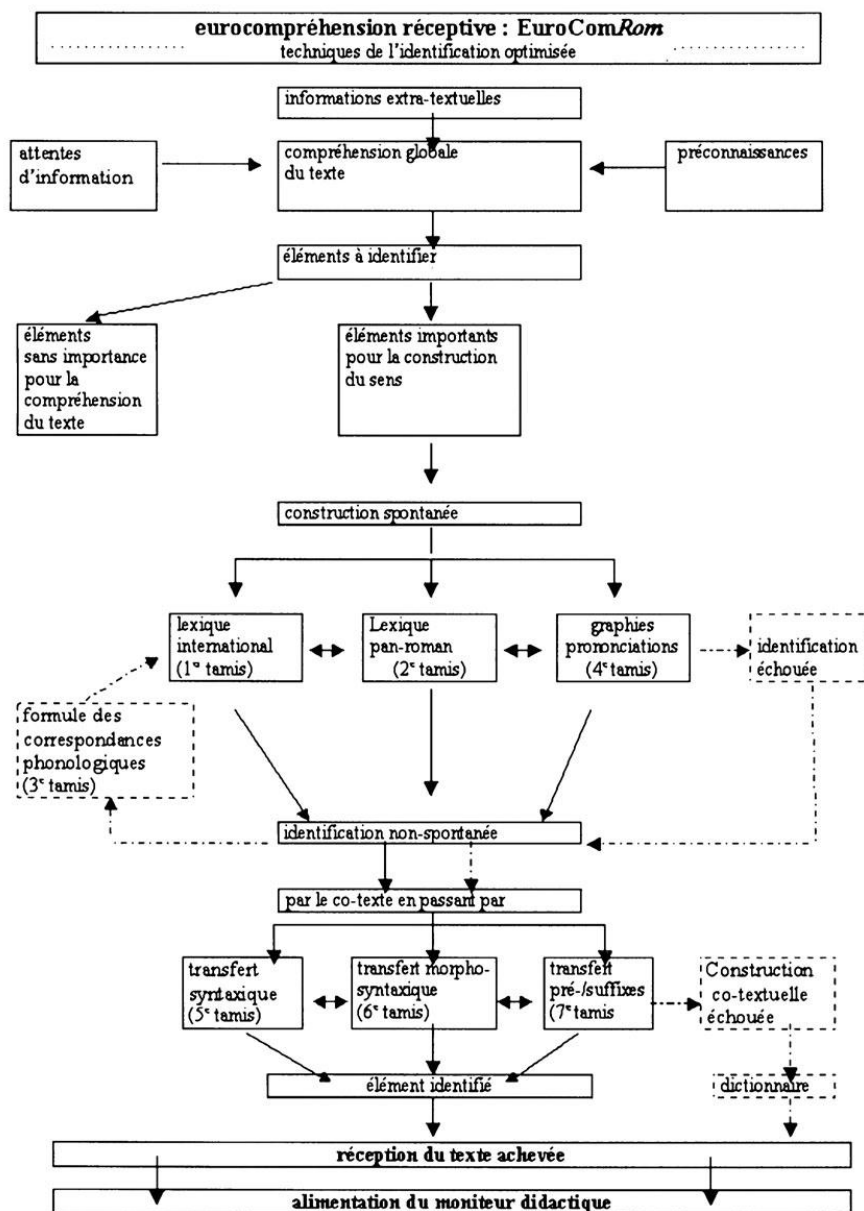 eurocompréhension réceptive : EuroComRom
techniques de l'identification optimisée
informations extra-textuelles
attentes
d'information
compréhension globale
du texte
préconnaissances
éléments à identifier
éléments
sans importance
pour la
compréhension
du texte
éléments importants
pour la construction
du sens
construction spontanée
lexique
international
(1re tamis)
Lexique
pan-roman
(2e tamis)
graphies
prononciations
(4e tamis)
identification
échouée
formule des
correspondances
phonologiques
(3e tamis)
identification non-spontanée
par le co-texte en passant par
transfert
syntaxique
(5e tamis)
transfert morpho-
syntaxique
(6e tamis)
transfert
pré-/suffixes
(7e tamis
Construction
co-textuelle
échouée
élément identifié
dictionnaire
réception du texte achevée
alimentation du moniteur didactique